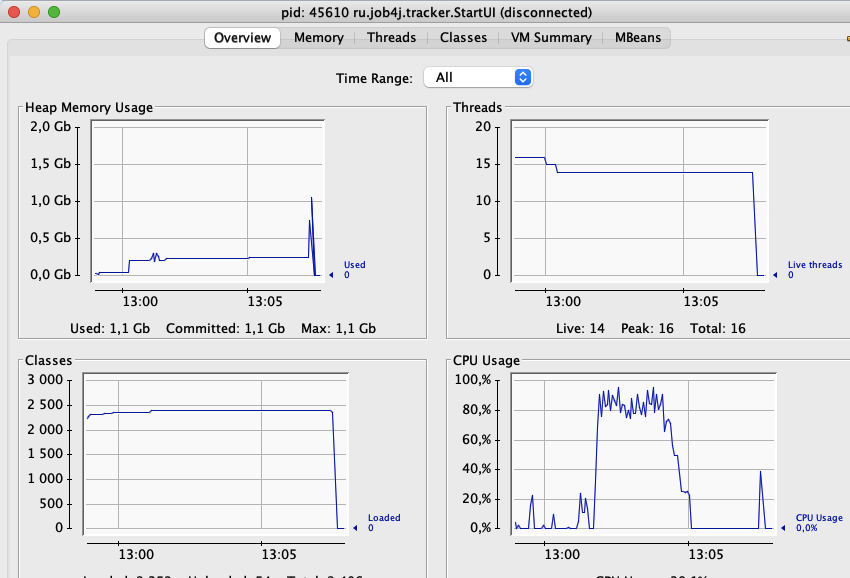 pid: 45610 ru.job4j.tracker.StartUI (disconnected)
Overview Memory Threads Classes VM Summary MBeans
Time Range: All
Heap Memory Usage
2,0 Gb
1,5 Gb
1,0 Gb
0,5 Gb
0,0 Gb
Used
0
13:00 13:05
Used: 1,1 Gb Committed: 1,1 Gb Max: 1,1 Gb
Threads
20
15
10
5
0
Live threads
0
13:00 13:05
Live: 14 Peak: 16 Total: 16
Classes
3 000
2 500
2 000
1 500
1 000
500
0
Loaded
0
13:00 13:05
CPU Usage
100,%
80,%
60,%
40,%
20,%
0,%
CPU Usage
0,0%
13:00 13:05